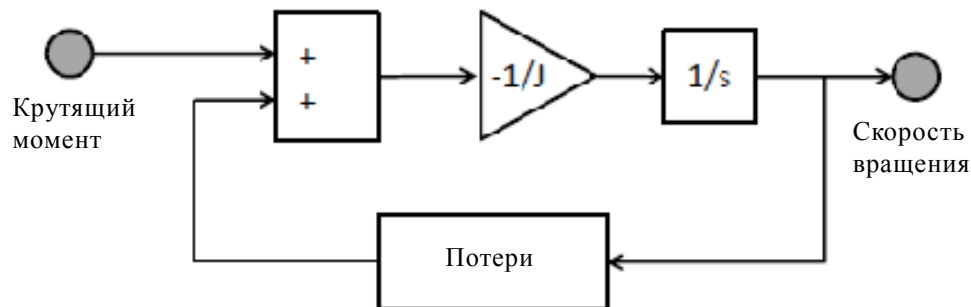 Крутящий
момент
+
+
-1/J
1/s
Скорость
вращения
Потери